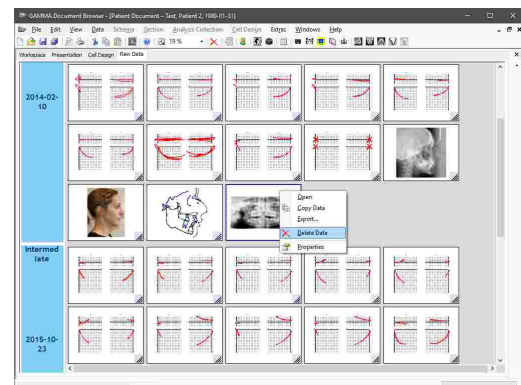 GAMMA Document Browser - [Patient Document - Test, Patient 2, 1980-01-31]
File Edit View Data Schema Section Analysis Collection Cell Design Extras Windows Help
19%
Workspace Presentation Cell Design Raw Data
2014-02-
10
Open
Copy Data
Export...
Delete Data
Properties
Intermed
iate
2015-10-
23